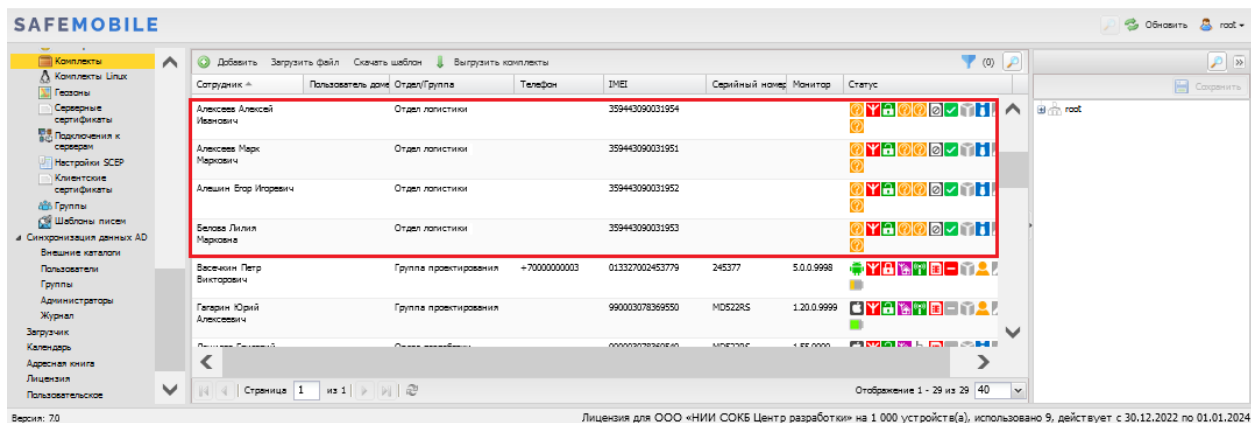 SAFEMOBILE
Обновить root
Комплекты
Комплекты Linux
Геозоны
Серверные
сертификаты
Подключения к
серверам
Настройки SCEP
Клиентские
сертификаты
Группы
Шаблоны писем
Синхронизация данных AD
Внешние каталоги
Пользователи
Группы
Администраторы
Журнал
Загрузчик
Календарь
Адресная книга
Лицензия
Пользовательское
Добавить Загрузить файл Скачать шаблон Выгрузить комплекты (0)
Сотрудник Пользователь доме Отдел/Группа Телефон IMEI Серийный номер Монитор Статус
Алексеев Алексей Отдел логистики 359443090031954
Иванович
Алексеев Марк Отдел логистики 359443090031951
Маркович
Алешин Егор Игоревич Отдел логистики 359443090031952
Белова Лилия Отдел логистики 359443090031953
Марковна
Васечкин Петр Группа проектирования +70000000003 013327002453779 245377 5.0.0.9998
Викторович
Гагарин Юрий Группа проектирования 990003078369550 MD522RS 1.20.0.9999
Алексеевич
Страница 1 из 1 Отображение 1 - 29 из 29 40
Сохранить
root
Версия: 7.0 Лицензия для ООО «НИИ СОКБ Центр разработки» на 1 000 устройств(а), использовано 9, действует с 30.12.2022 по 01.01.2024